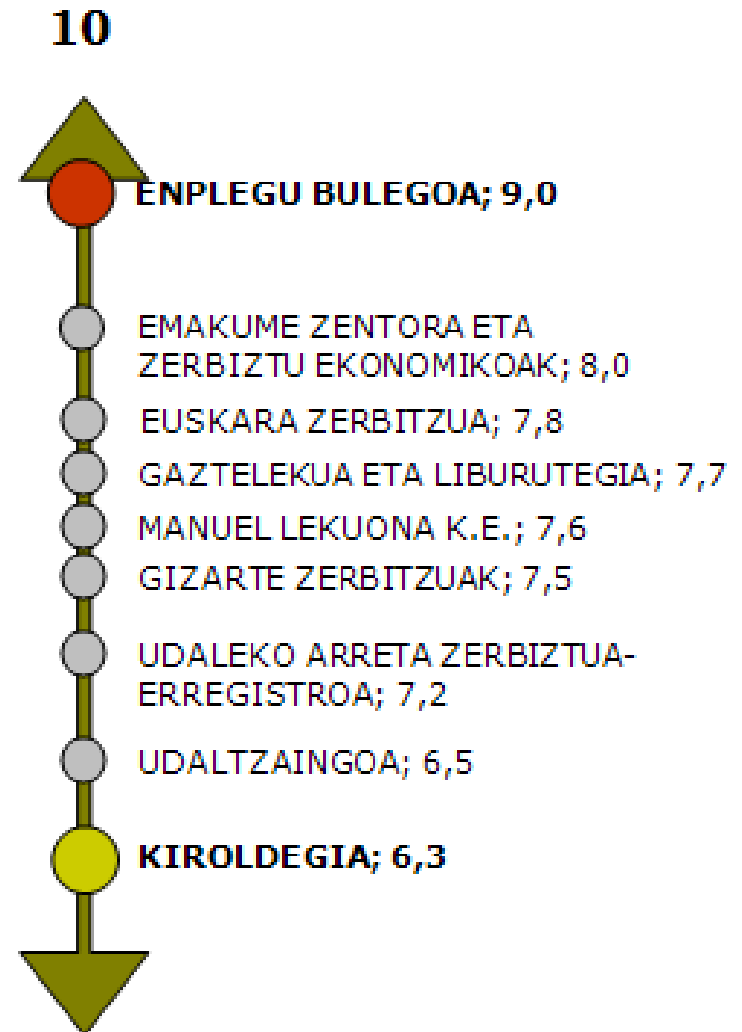 10
ENPLEGU BULEGOA; 9,0
EMAKUME ZENTORA ETA
ZERBIZTU EKONOMIKOAK; 8,0
EUSKARA ZERBITZUA; 7,8
GAZTELEKUA ETA LIBURUTEGIA; 7,7
MANUEL LEKUONA K.E.; 7,6
GIZARTE ZERBITZUAK; 7,5
UDALEKO ARRETA ZERBIZTUA-
ERREGISTROA; 7,2
UDALTZAINGOA; 6,5
KIROLDEGIA; 6,3